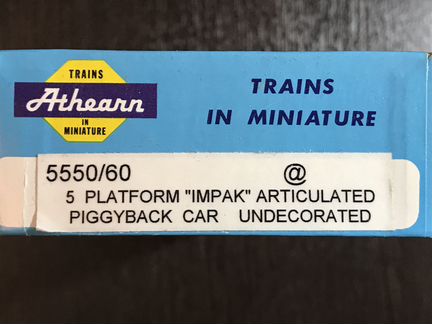 TRAINS
Athearn
IN
MINIATURE
TRAINS
IN MINIATURE
5550/60 @
5 PLATFORM "IMPAK" ARTICULATED
PIGGYBACK CAR UNDECORATED